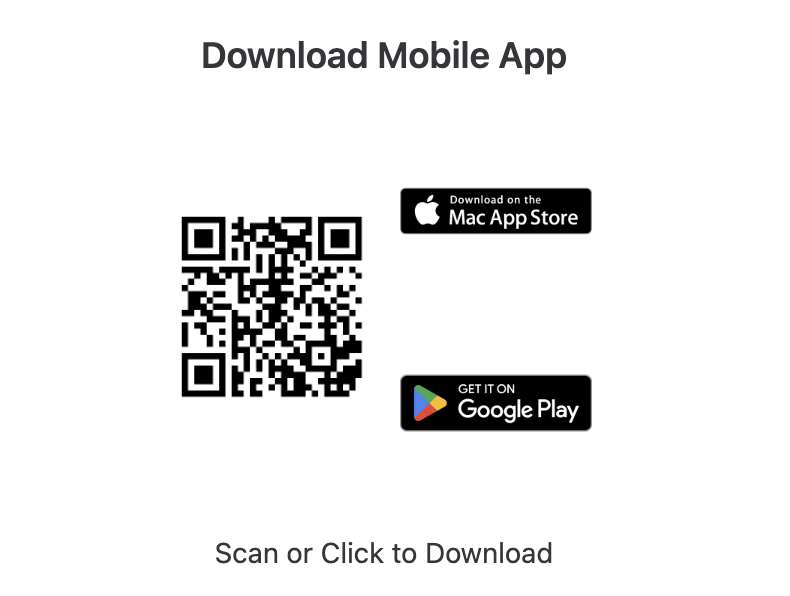 Download Mobile App
Download on the
Mac App Store
GET IT ON
Google Play
Scan or Click to Download